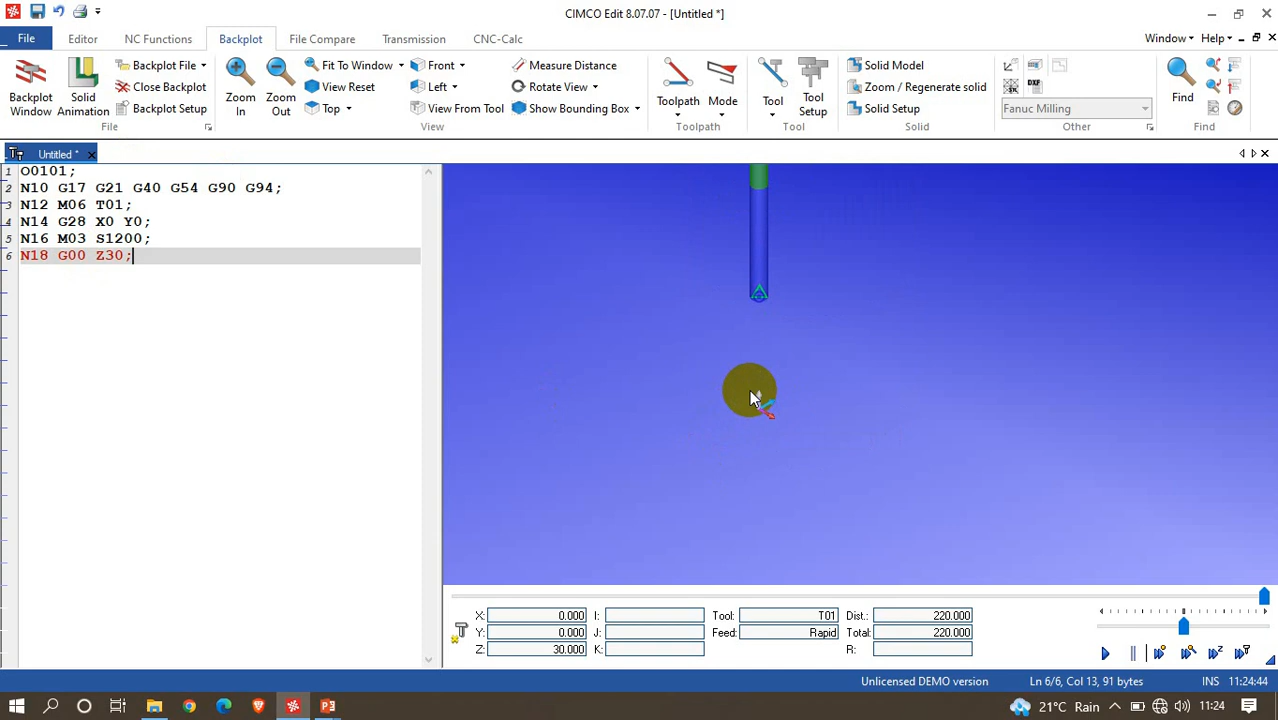 CIMCO Edit 8.07.07 - [Untitled *]
File Editor NC Functions Backplot File Compare Transmission CNC-Calc Window Help
Backplot Window
Solid Animation
Backplot File
Close Backplot
Backplot Setup
File
Zoom In
Zoom Out
Fit To Window
View Reset
Top
Front
Left
View From Tool
Measure Distance
Rotate View
Show Bounding Box
View
Toolpath
Mode
Toolpath
Tool
Tool Setup
Tool
Solid Model
Zoom / Regenerate solid
Solid Setup
Solid
Fanuc Milling
Other
Find
Find
Untitled *
1 O0101;
2 N10 G17 G21 G40 G54 G90 G94;
3 N12 M06 T01;
4 N14 G28 X0 Y0;
5 N16 M03 S1200;
6 N18 G00 Z30;
X: 0.000 I: Tool: T01 Dist.: 220.000
Y: 0.000 J: Feed: Rapid Total: 220.000
Z: 30.000 K: R:
Unlicensed DEMO version Ln 6/6, Col 13, 91 bytes INS 11:24:44
21°C Rain 11:24